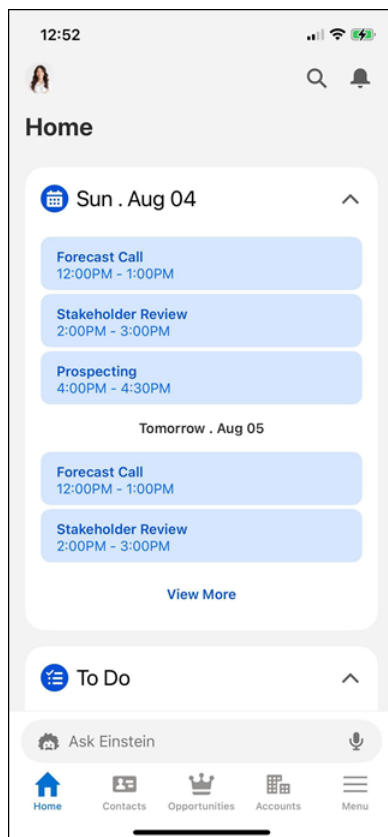 12:52
Home
Sun . Aug 04
Forecast Call
12:00PM - 1:00PM
Stakeholder Review
2:00PM - 3:00PM
Prospecting
4:00PM - 4:30PM
Tomorrow . Aug 05
Forecast Call
12:00PM - 1:00PM
Stakeholder Review
2:00PM - 3:00PM
View More
To Do
Ask Einstein
Home Contacts Opportunities Accounts Menu